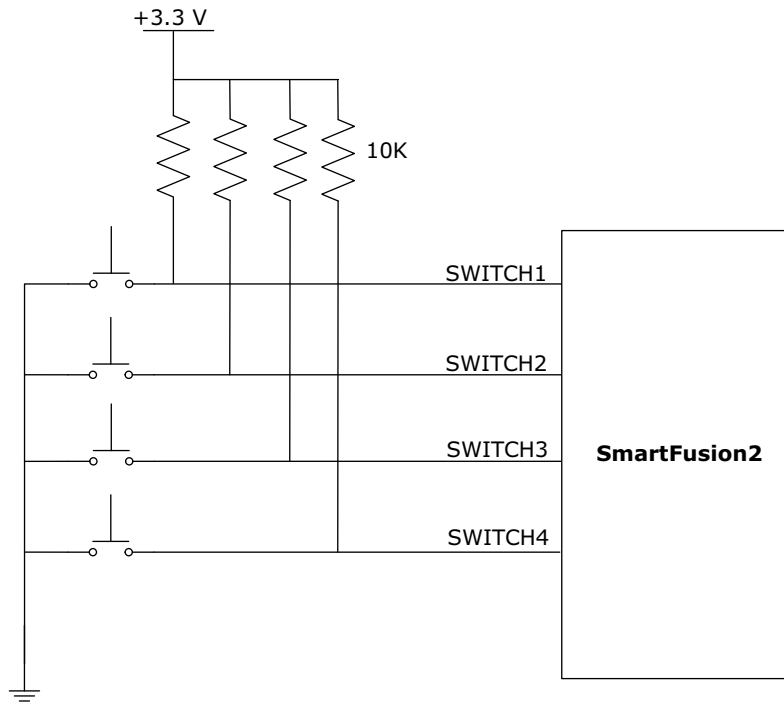 +3.3 V
10K
SWITCH1
SWITCH2
SWITCH3
SmartFusion2
SWITCH4